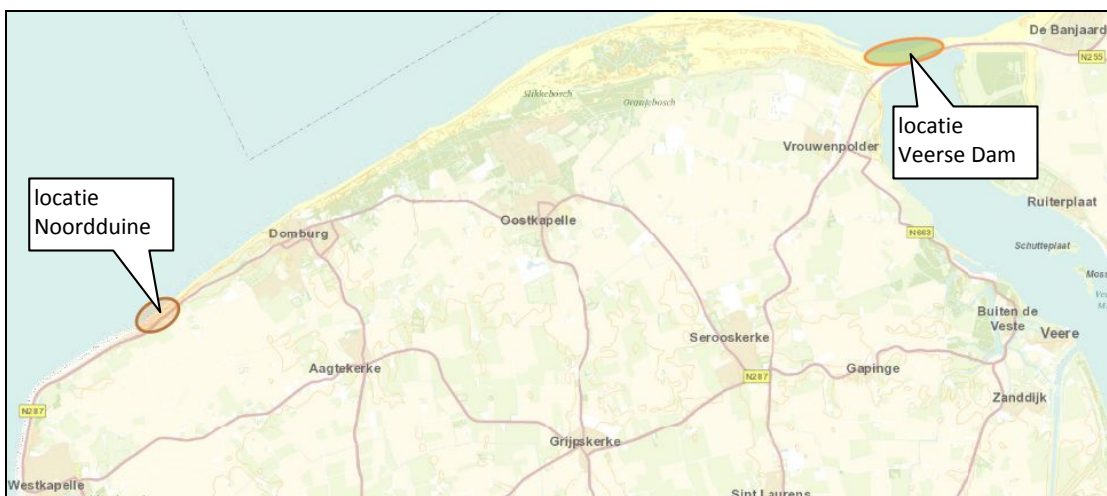 De Banjaard
N255
Slikkebosch
Oranjebosch
locatie
Veerse Dam
Vrouwenpolder
locatie
Noordduine
Ruiterplaat
Oostkapelle
Domburg
N663
Schutteplaat
Buiten de
Veste
Veere
Serooskerke
Aagtekerke
Gapinge
N287
Zanddijk
N287
Grijpskerke
Westkapelle
Sint Laurens